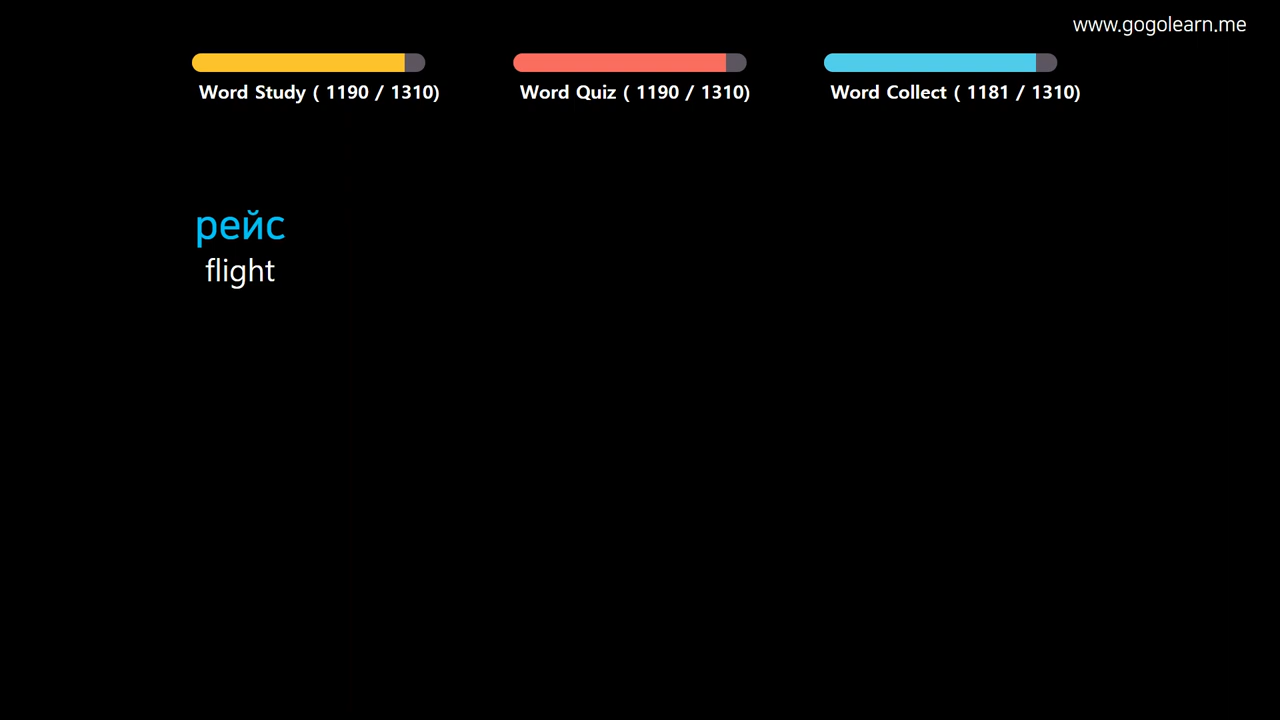 www.gogolearn.me
Word Study ( 1190 / 1310)
Word Quiz ( 1190 / 1310)
Word Collect ( 1181 / 1310)
рейс
flight